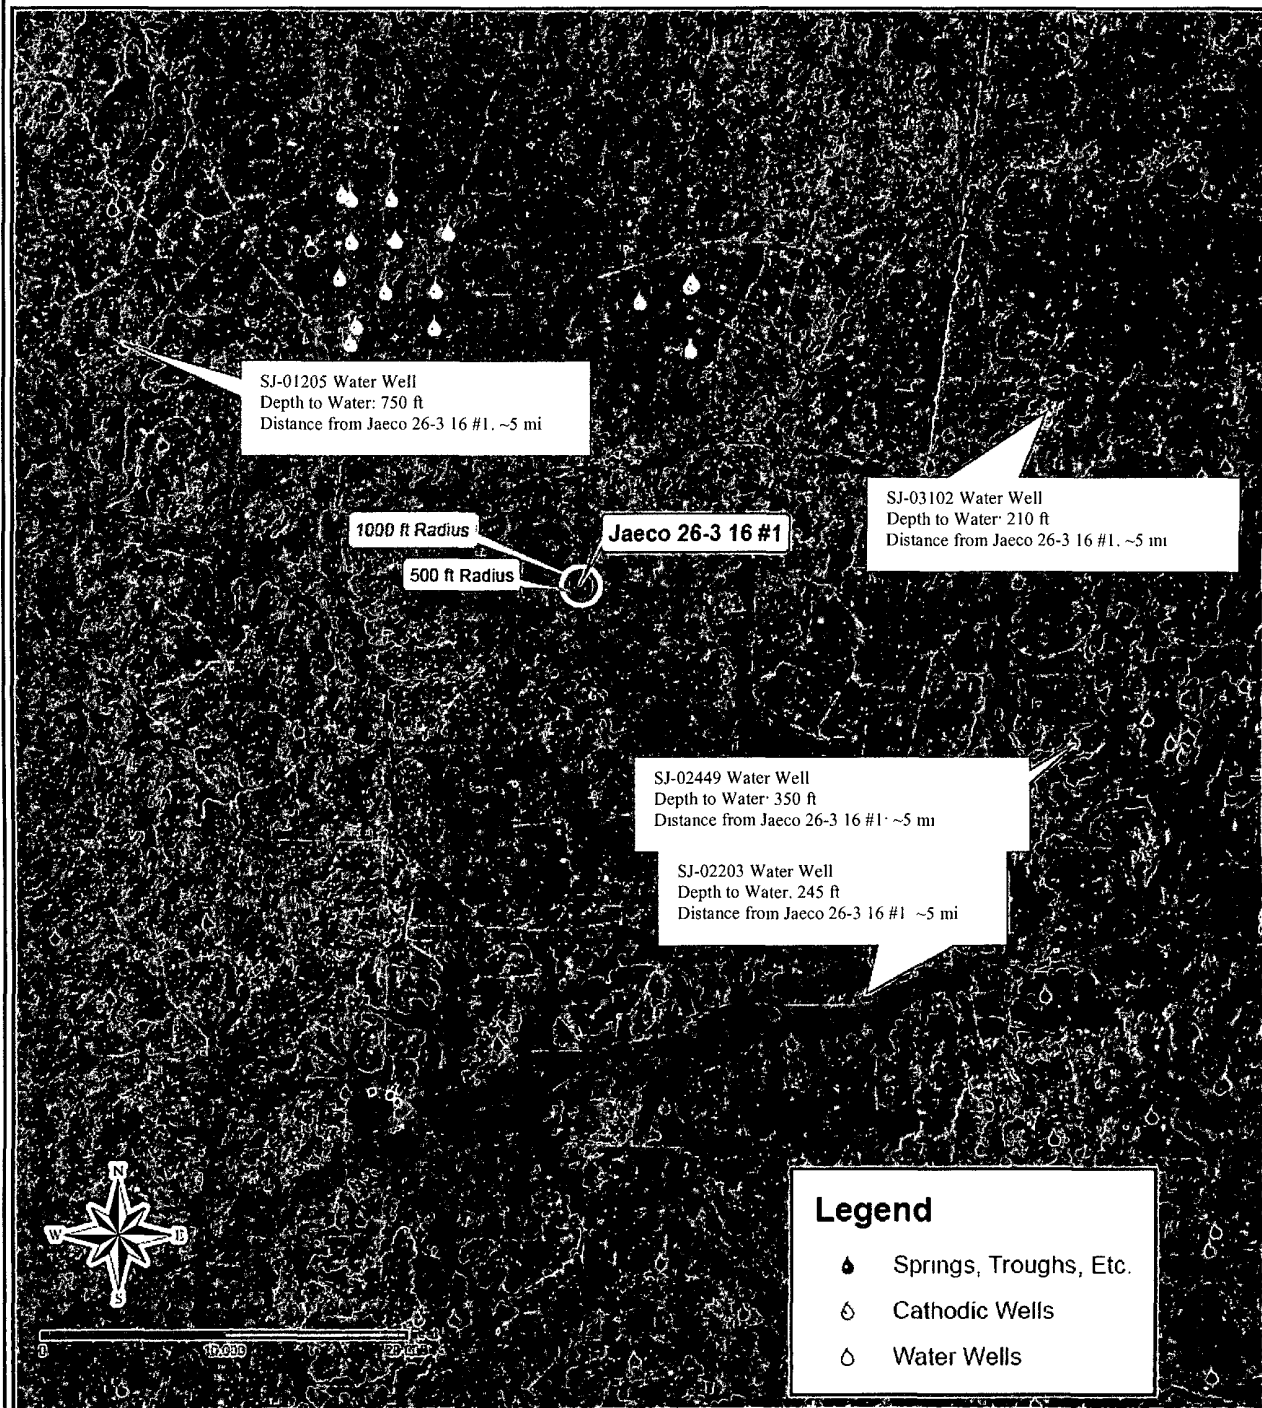 SJ-01205 Water Well
Depth to Water: 750 ft
Distance from Jaeco 26-3 16 #1. ~5 mi
SJ-03102 Water Well
Depth to Water· 210 ft
Distance from Jaeco 26-3 16 #1. ~5 mi
1000 ft Radius
Jaeco 26-3 16 #1
500 ft Radius
SJ-02449 Water Well
Depth to Water· 350 ft
Distance from Jaeco 26-3 16 #1· ~5 mi
SJ-02203 Water Well
Depth to Water. 245 ft
Distance from Jaeco 26-3 16 #1 ~5 mi
N
W E
S
0 10,000
Legend
Springs, Troughs, Etc.
Cathodic Wells
Water Wells